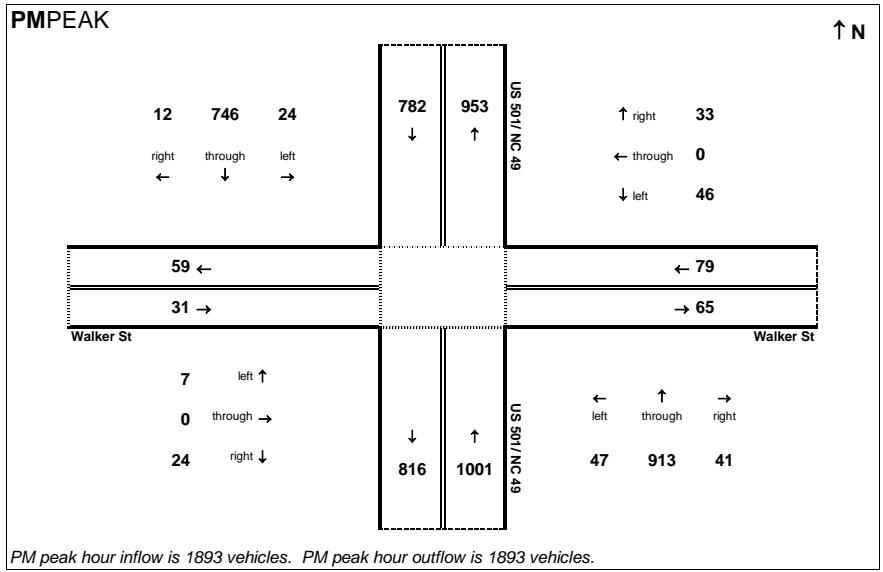 PMPEAK
↑ N
12 746 24
right through left
← ↓ →
782 953
↓ ↑
US 501/ NC 49
↑ right 33
← through 0
↓ left 46
59 ←
← 79
31 →
→ 65
Walker St
Walker St
7 left ↑
0 through →
24 right ↓
↓ ↑
816 1001
US 501/ NC 49
← ↑ →
left through right
47 913 41
PM peak hour inflow is 1893 vehicles. PM peak hour outflow is 1893 vehicles.